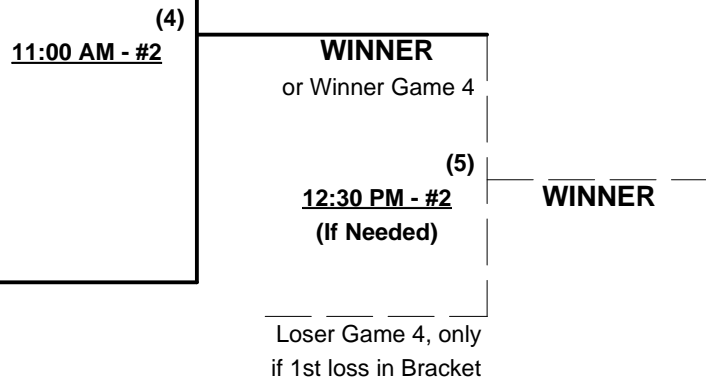 (4)
11:00 AM - #2
WINNER
or Winner Game 4
(5)
12:30 PM - #2
WINNER
(If Needed)
Loser Game 4, only
if 1st loss in Bracket